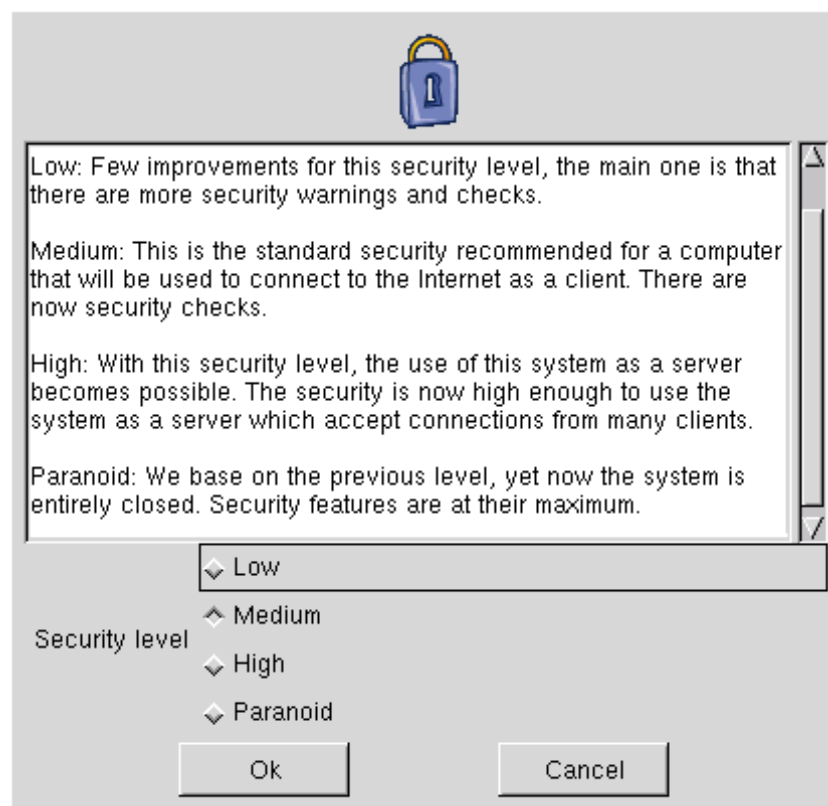 Low: Few improvements for this security level, the main one is that
there are more security warnings and checks.
Medium: This is the standard security recommended for a computer
that will be used to connect to the Internet as a client. There are
now security checks.
High: With this security level, the use of this system as a server
becomes possible. The security is now high enough to use the
system as a server which accept connections from many clients.
Paranoid: We base on the previous level, yet now the system is
entirely closed. Security features are at their maximum.
Security level
Low
Medium
High
Paranoid
Ok
Cancel